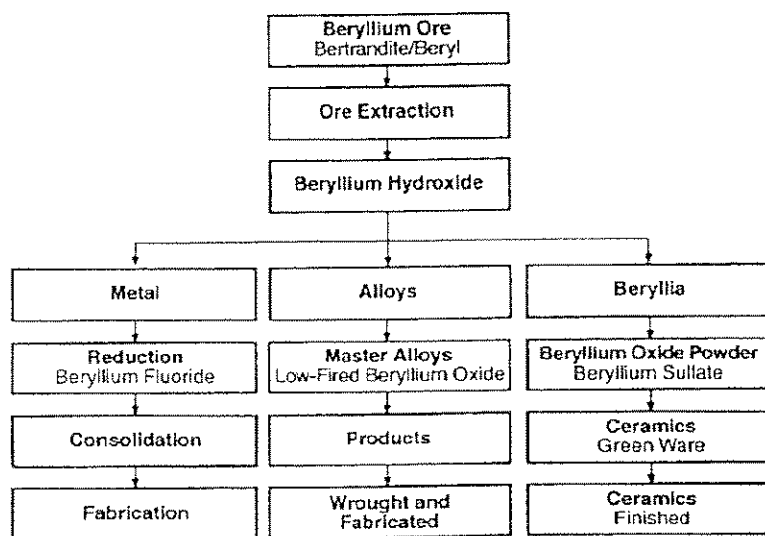 Beryllium Ore
Bertrandite/Beryl
Ore Extraction
Beryllium Hydroxide
Metal
Alloys
Beryllia
Reduction
Beryllium Fluoride
Master Alloys
Low-Fired Beryllium Oxide
Beryllium Oxide Powder
Beryllium Sulfate
Consolidation
Products
Ceramics
Green Ware
Fabrication
Wrought and
Fabricated
Ceramics
Finished